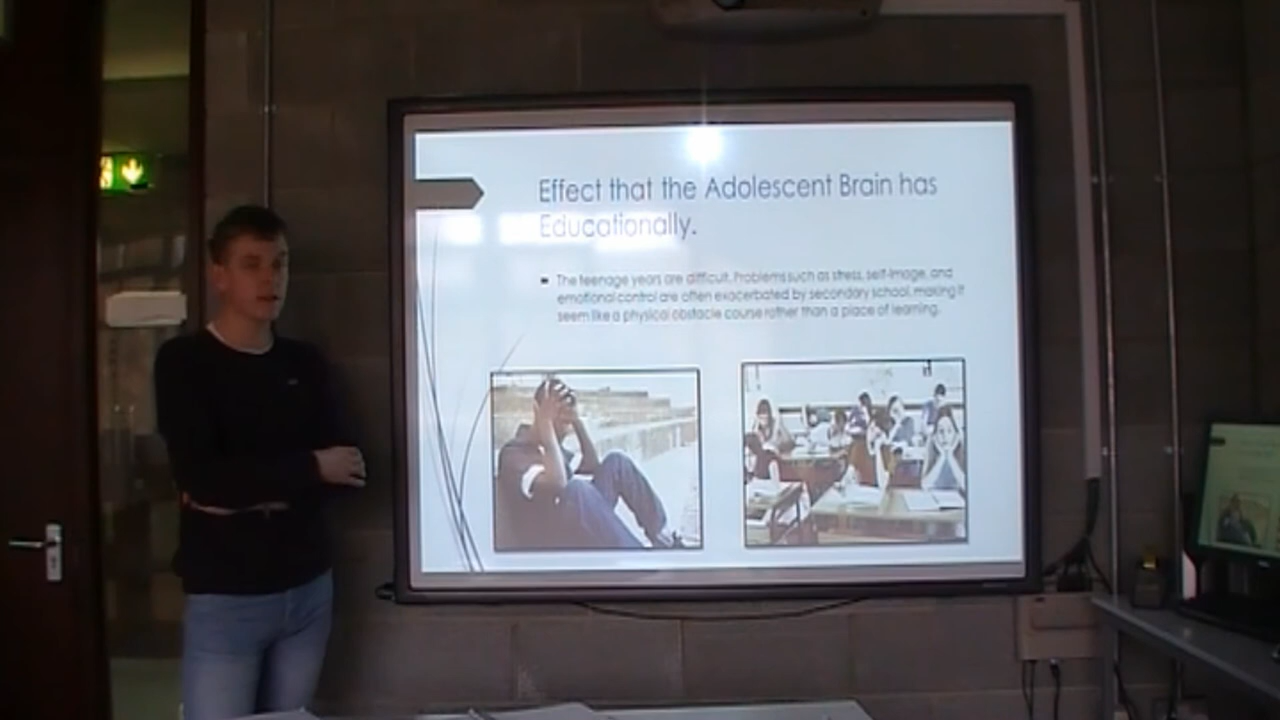 Effect that the Adolescent Brain has
Educationally.
The teenage years are difficult. Problems such as stress, self-image, and
emotional control are often exacerbated by secondary school, making it
seem like a physical obstacle course rather than a place of learning.